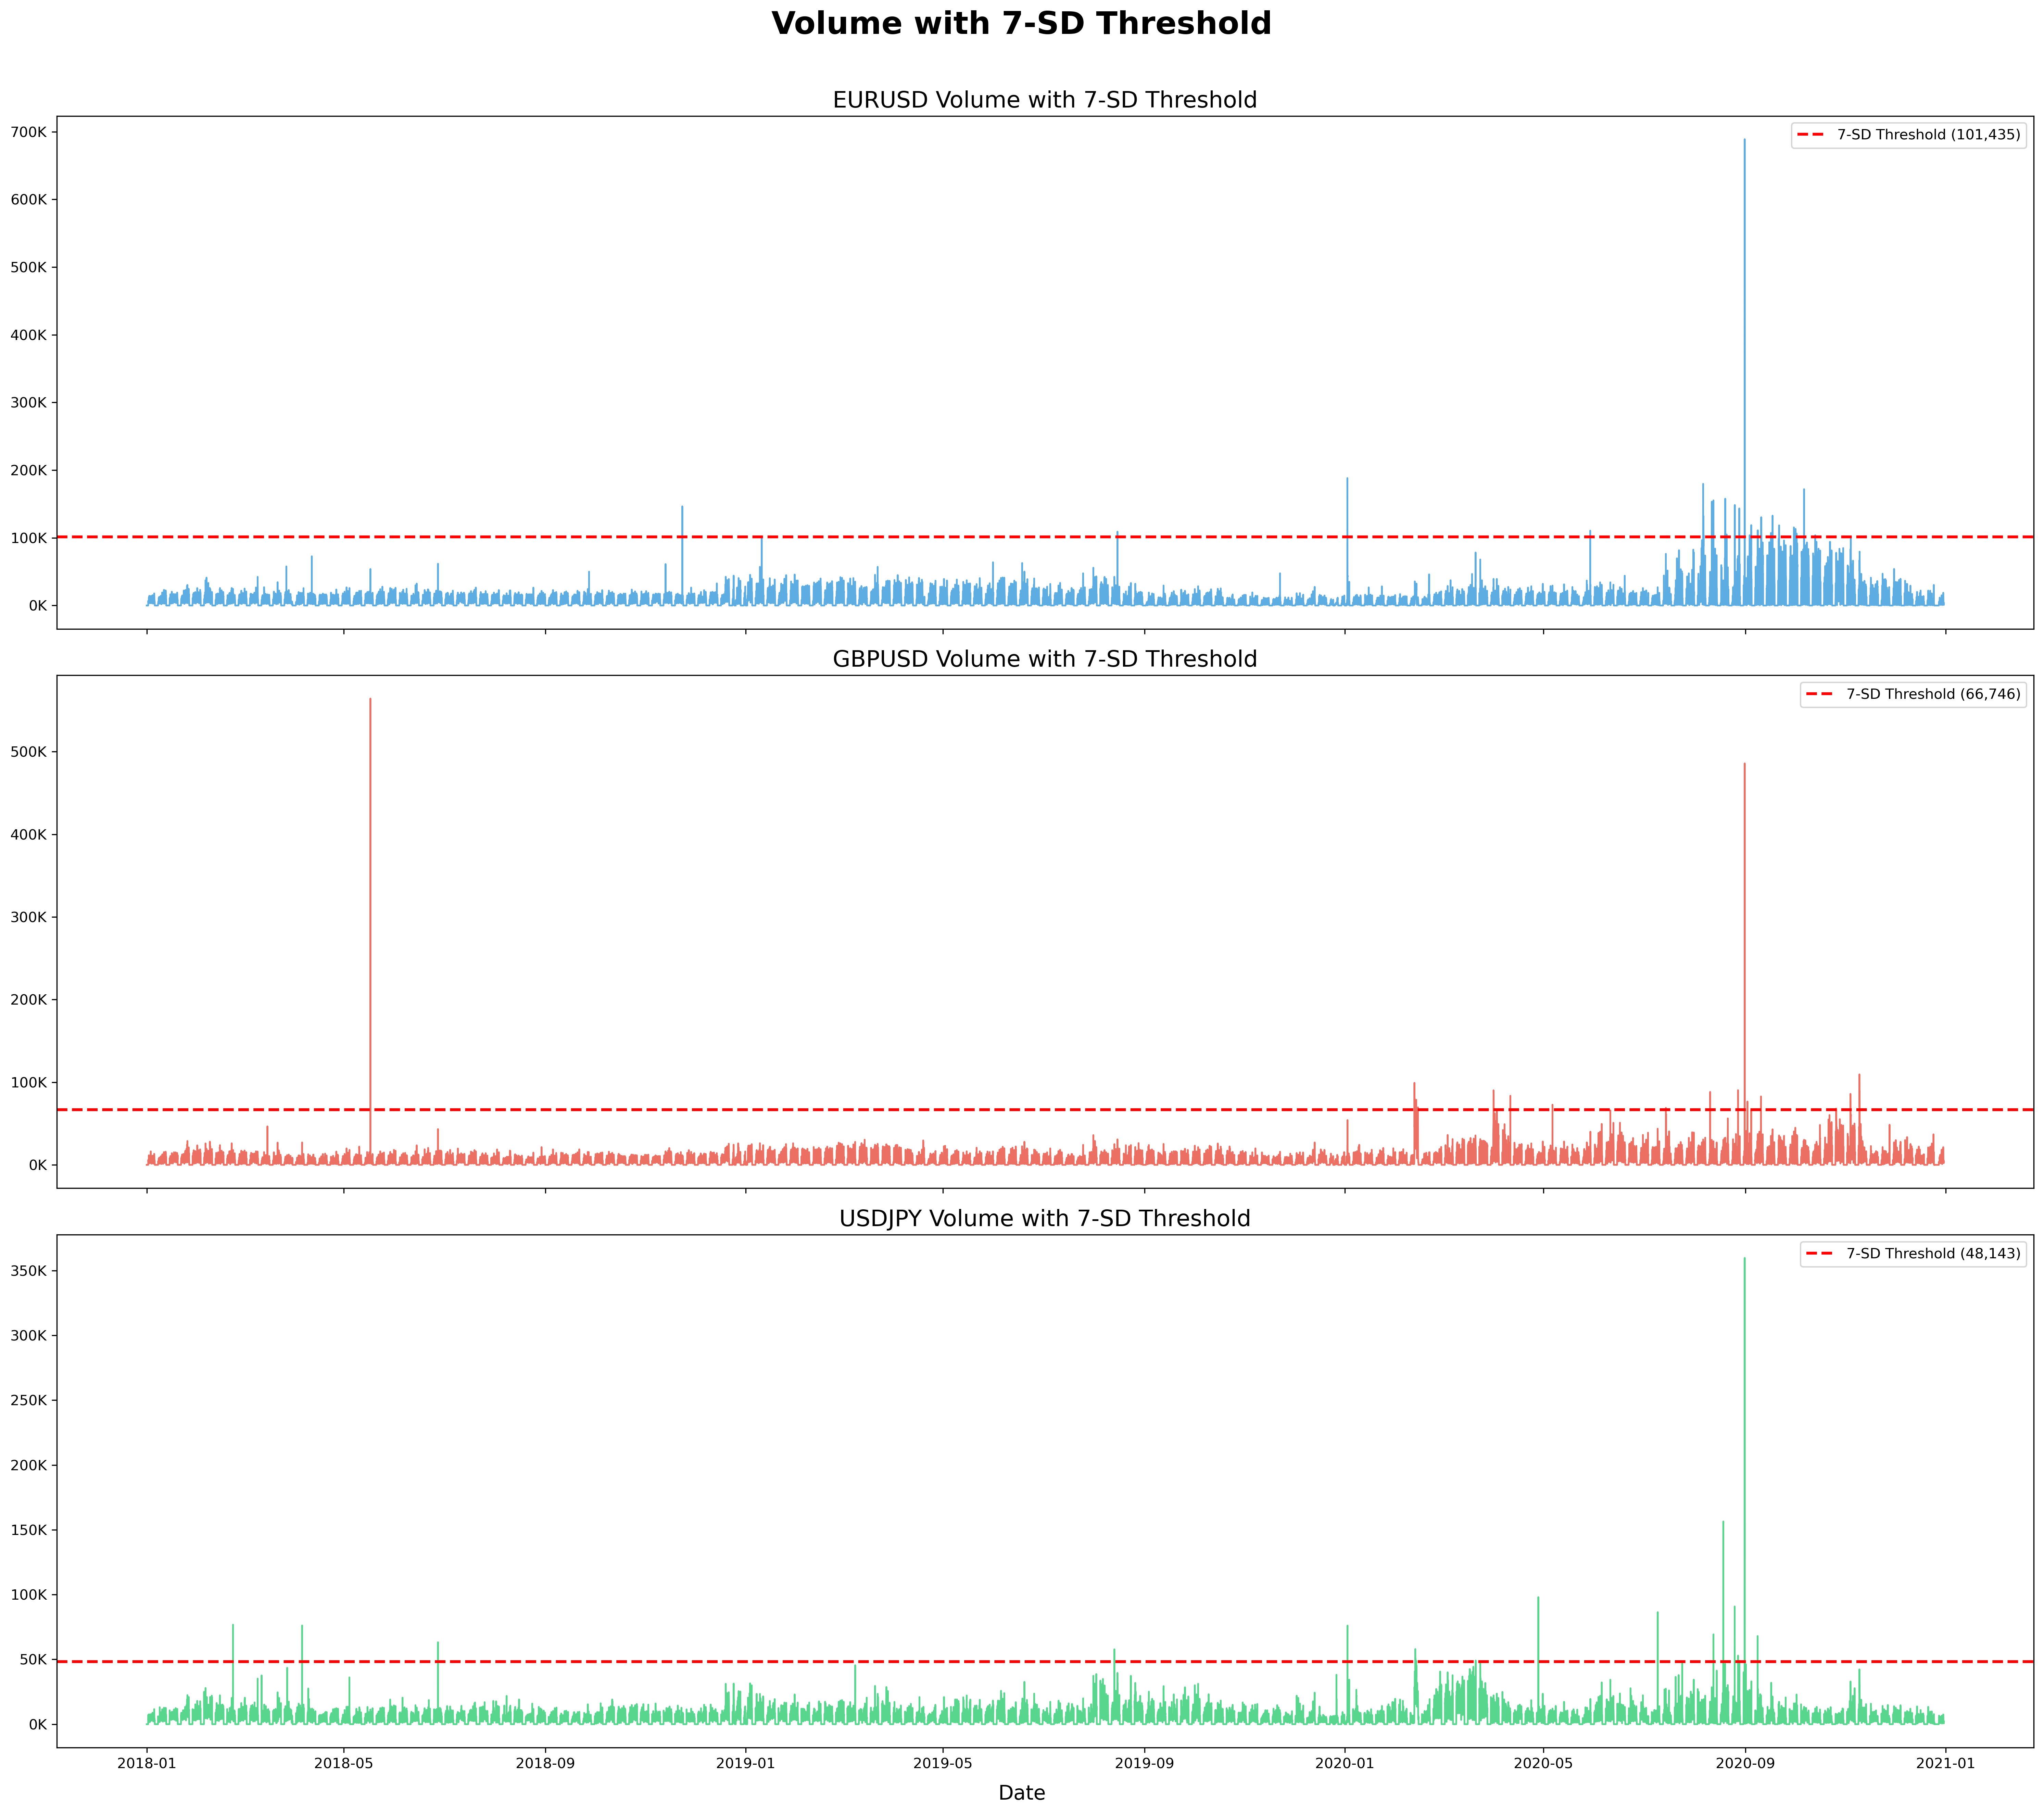 Volume with 7-SD Threshold
EURUSD Volume with 7-SD Threshold
7-SD Threshold (101,435)
700K
600K
500K
400K
300K
200K
100K
0K
GBPUSD Volume with 7-SD Threshold
7-SD Threshold (66,746)
500K
400K
300K
200K
100K
0K
USDJPY Volume with 7-SD Threshold
7-SD Threshold (48,143)
350K
300K
250K
200K
150K
100K
50K
0K
2018-01 2018-05 2018-09 2019-01 2019-05 2019-09 2020-01 2020-05 2020-09 2021-01
Date